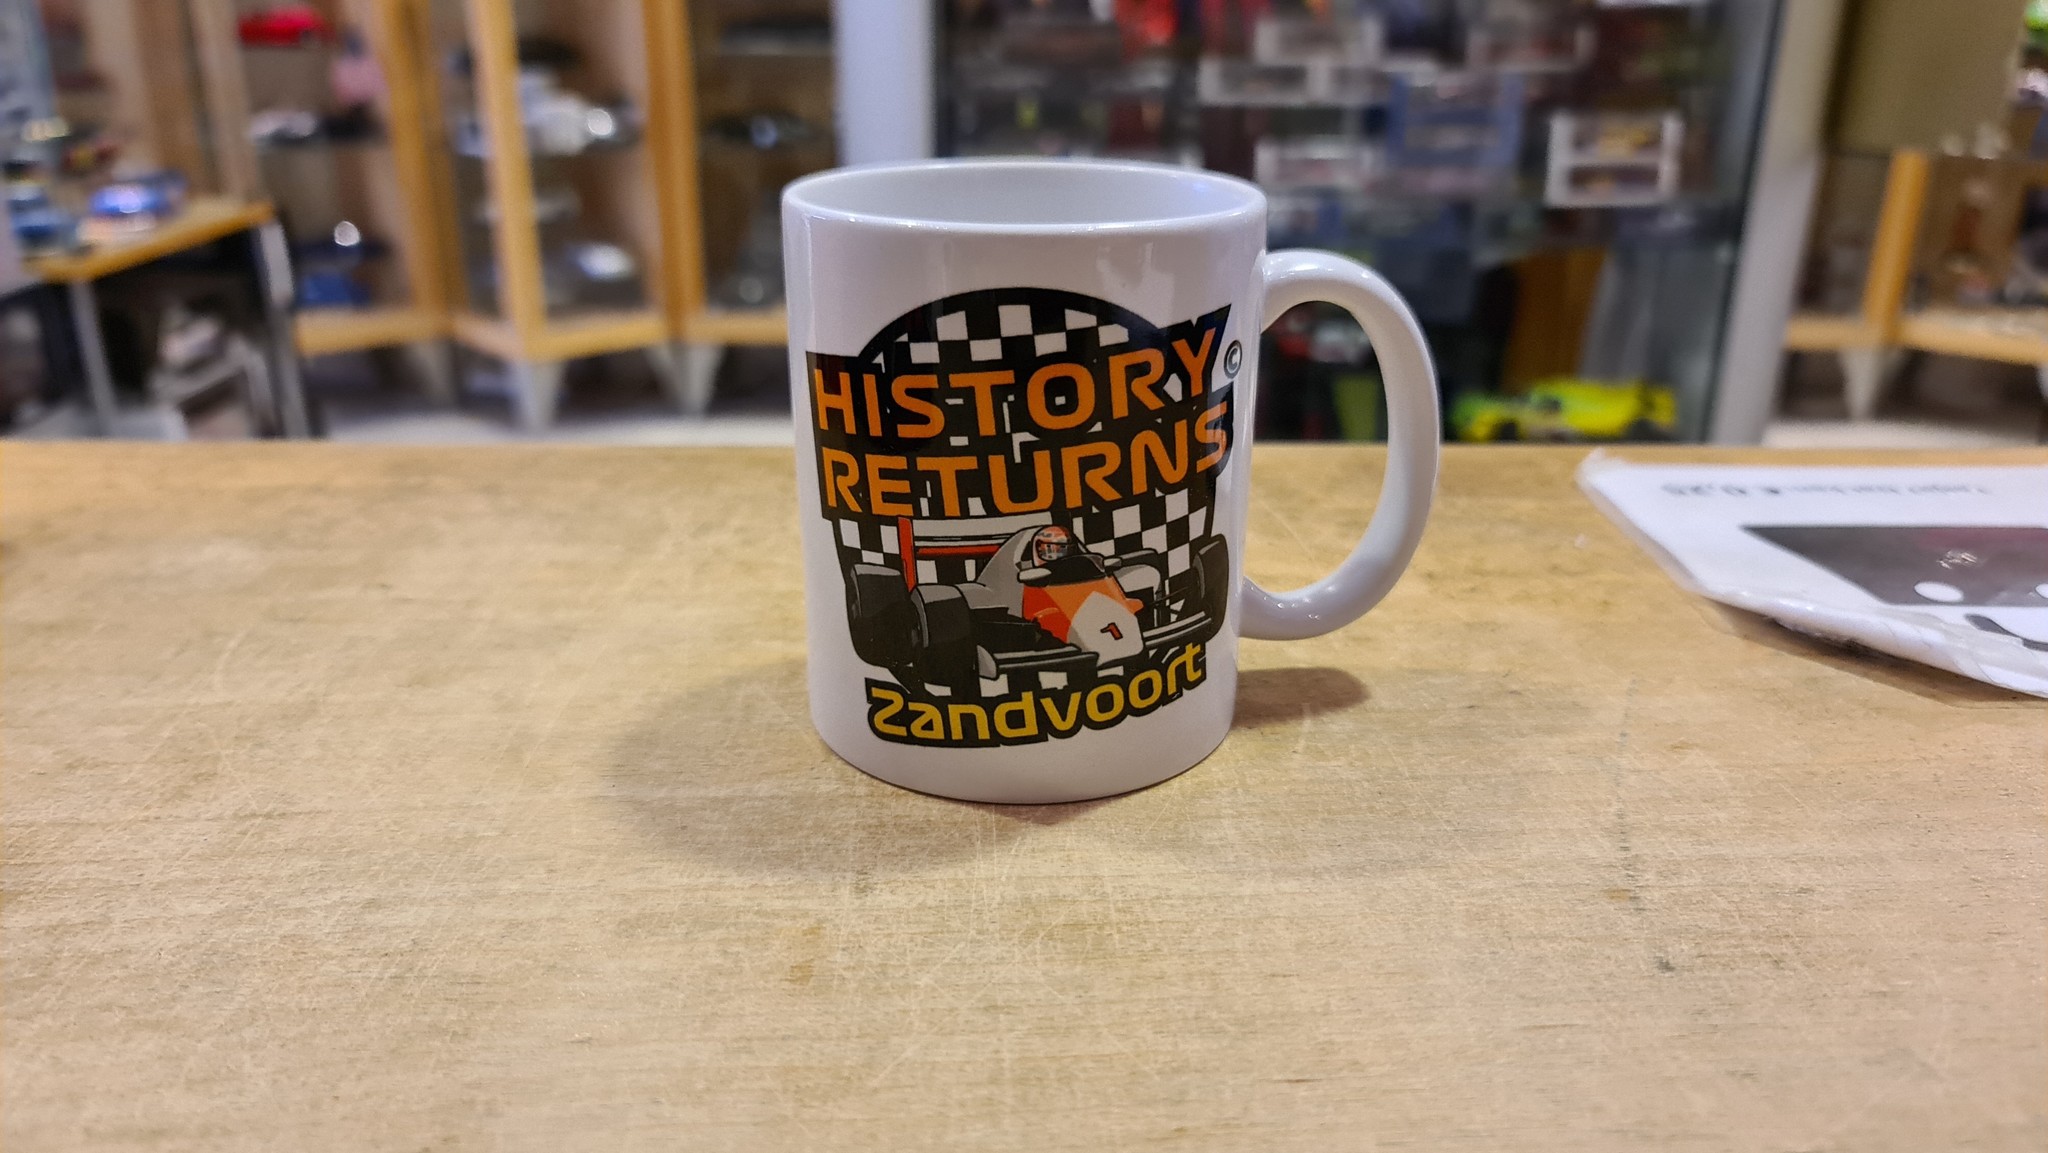 HISTORY ©
RETURNS
1
Zandvoort